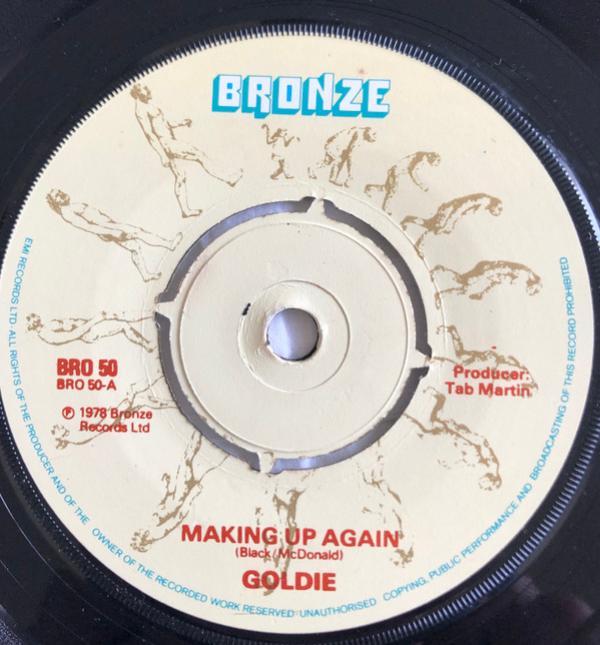 BRONZE
BRO 50
BRO 50-A
℗ 1978 Bronze
Records Ltd
Producer:
Tab Martin
MAKING UP AGAIN
(Black/McDonald)
GOLDIE
EMI RECORDS LTD·ALL RIGHTS OF THE PRODUCER AND OF THE OWNER OF THE RECORDED WORK RESERVED·UNAUTHORISED COPYING, PUBLIC PERFORMANCE AND BROADCASTING OF THIS RECORD PROHIBITED